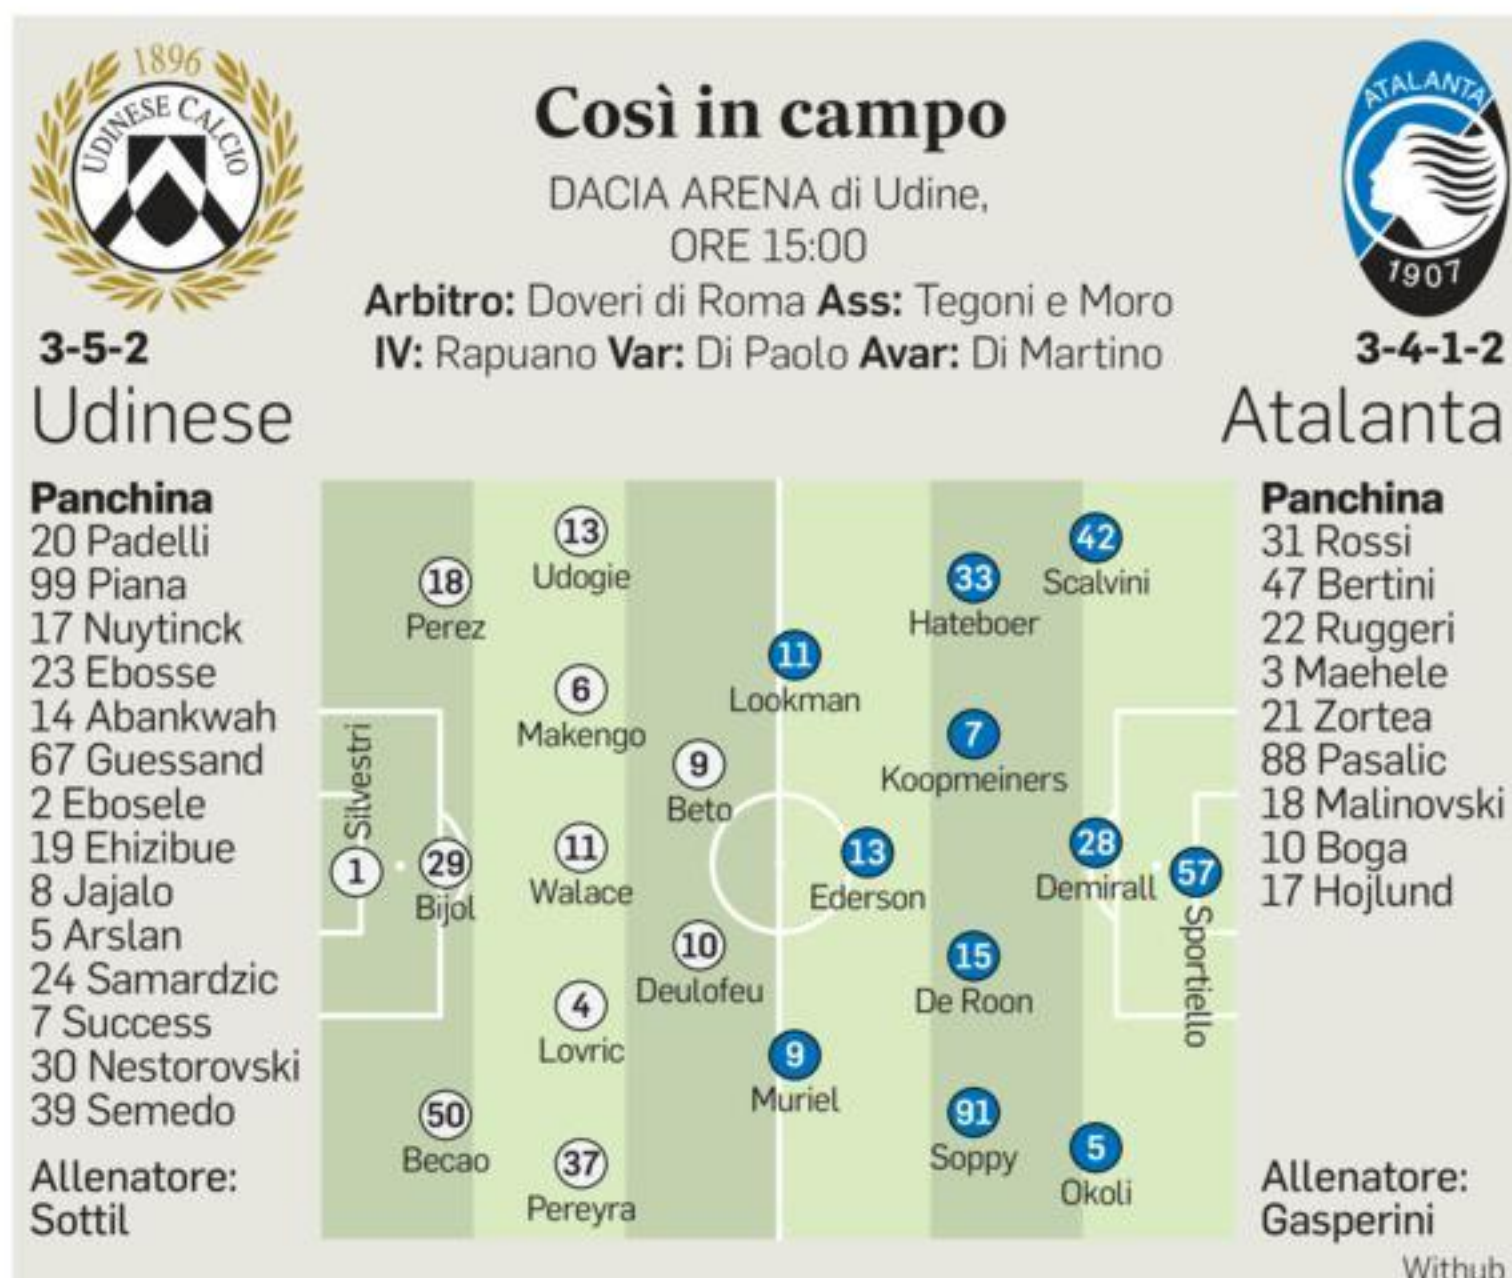 1896
UDINESE CALCIO
3-5-2
Udinese
Così in campo
DACIA ARENA di Udine,
ORE 15:00
Arbitro: Doveri di Roma Ass: Tegoni e Moro
IV: Rapuano Var: Di Paolo Avar: Di Martino
ATALANTA
1907
3-4-1-2
Atalanta
Panchina
20 Padelli
99 Piana
17 Nuytinck
23 Ebosse
14 Abankwah
67 Guessand
2 Ebosele
19 Ehizibue
8 Jajalo
5 Arslan
24 Samardzic
7 Success
30 Nestorovski
39 Semedo
Allenatore:
Sottil
1
Silvestri
18
Perez
29
Bijol
50
Becao
13
Udogie
6
Makengo
11
Walace
4
Lovric
37
Pereyra
9
Beto
10
Deulofeu
11
Lookman
9
Muriel
13
Ederson
33
Hateboer
7
Koopmeiners
15
De Roon
91
Soppy
42
Scalvini
28
Demirall
5
Okoli
57
Sportiello
Panchina
31 Rossi
47 Bertini
22 Ruggeri
3 Maehele
21 Zortea
88 Pasalic
18 Malinovski
10 Boga
17 Hojlund
Allenatore:
Gasperini
Withub